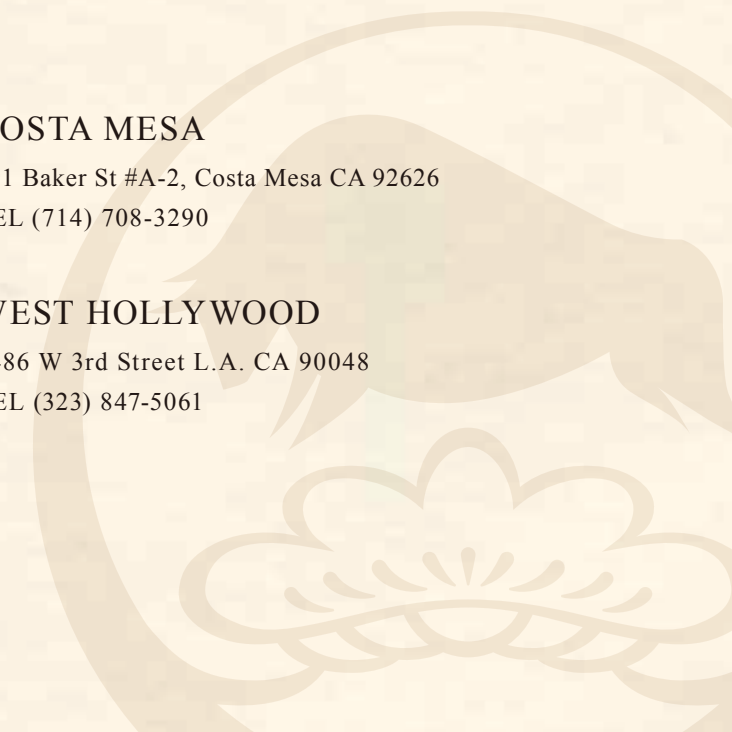 OSTA MESA
1 Baker St #A-2, Costa Mesa CA 92626
EL (714) 708-3290
EST HOLLYWOOD
86 W 3rd Street L.A. CA 90048
EL (323) 847-5061